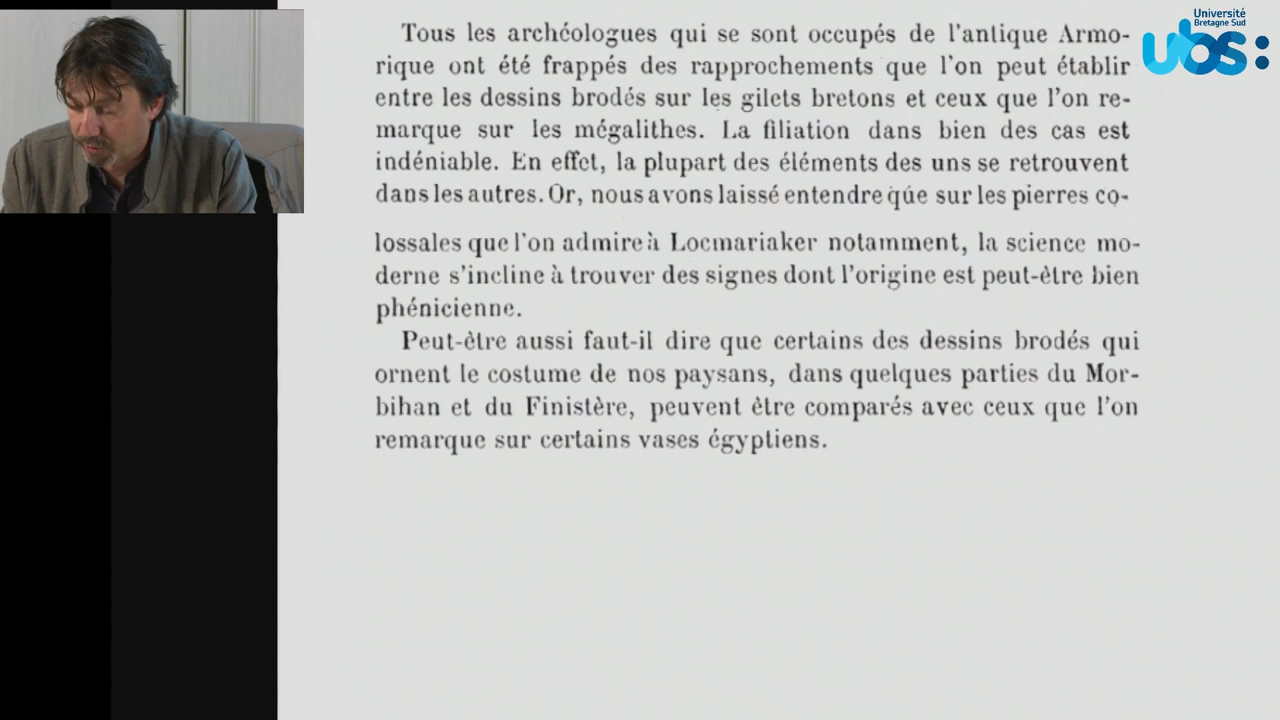 Université
Bretagne Sud
ubs:
Tous les archéologues qui se sont occupés de l'antique Armo-
rique ont été frappés des rapprochements que l'on peut établir
entre les dessins brodés sur les gilets bretons et ceux que l'on re-
marque sur les mégalithes. La filiation dans bien des cas est
indéniable. En effet, la plupart des éléments des uns se retrouvent
dans les autres. Or, nous avons laissé entendre que sur les pierres co-
lossales que l'on admire à Locmariaker notamment, la science mo-
derne s'incline à trouver des signes dont l'origine est peut-être bien
phénicienne.
Peut-être aussi faut-il dire que certains des dessins brodés qui
ornent le costume de nos paysans, dans quelques parties du Mor-
bihan et du Finistère, peuvent être comparés avec ceux que l'on
remarque sur certains vases égyptiens.